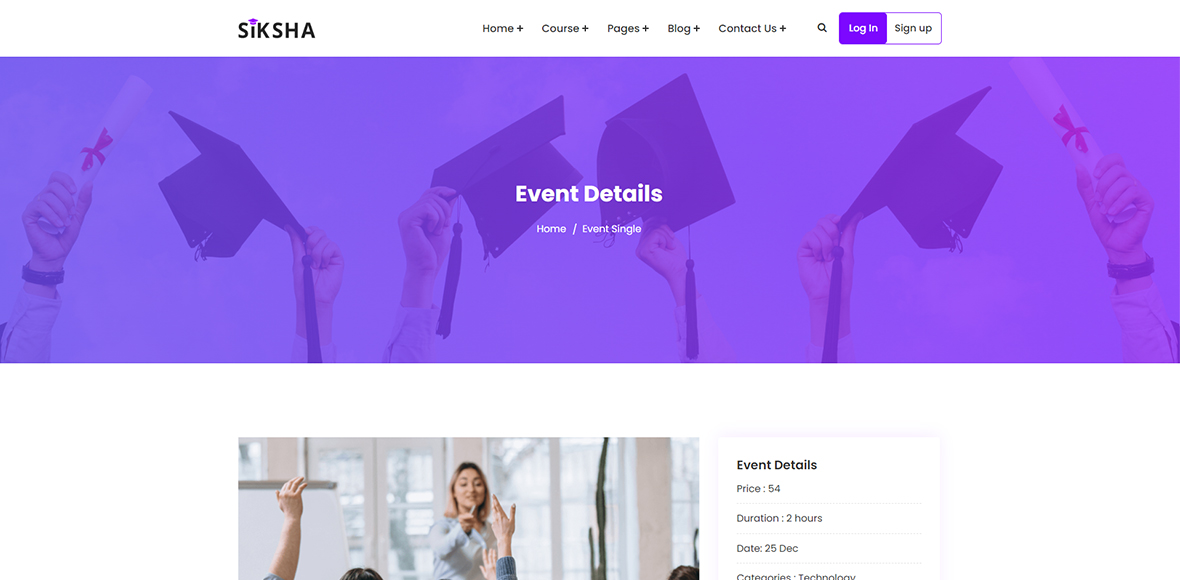 SiKSHA
Home + Course + Pages + Blog + Contact Us + Log In Sign up
Event Details
Home / Event Single
Event Details
Price : 54
Duration : 2 hours
Date: 25 Dec
Categories : Technology